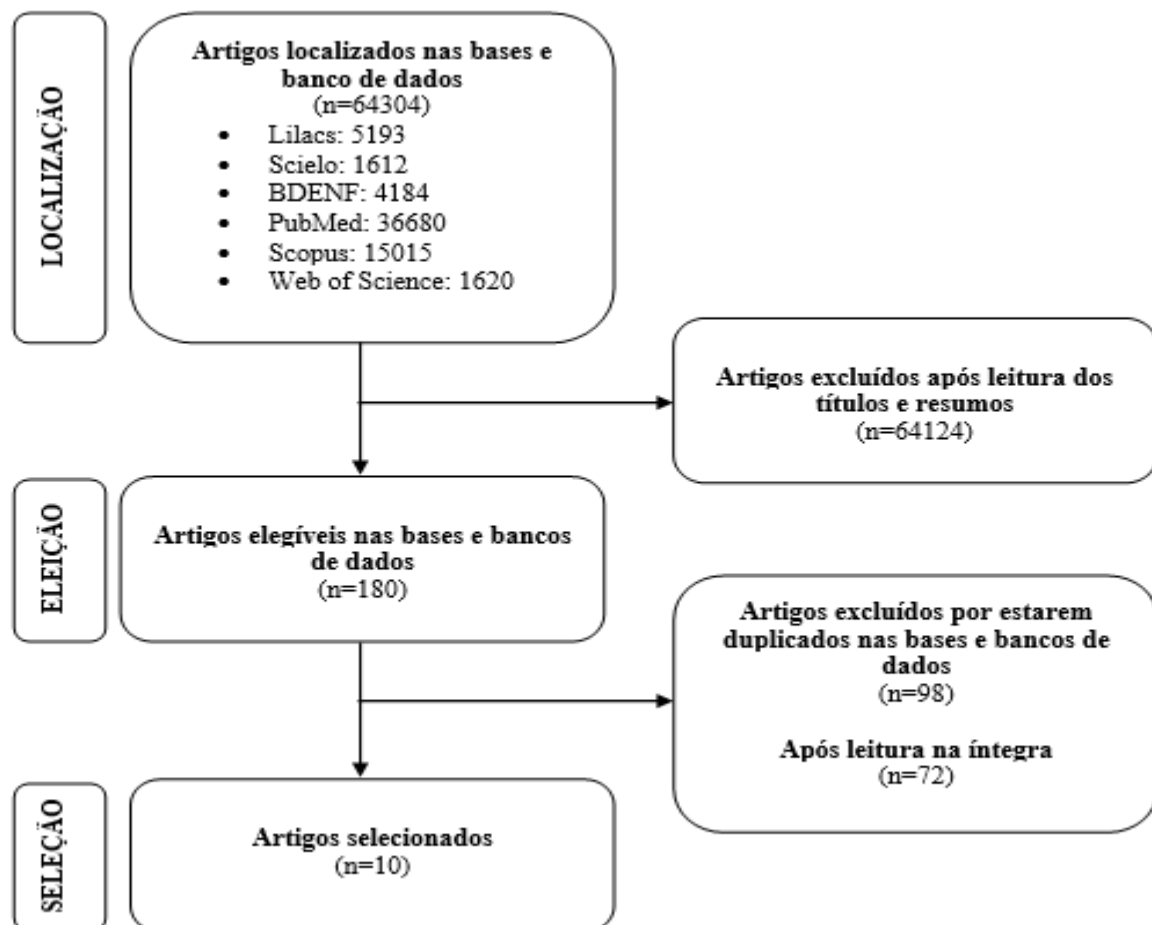 LOCALIZAÇÃO
Artigos localizados nas bases e
banco de dados
(n=64304)
• Lilacs: 5193
• Scielo: 1612
• BDENF: 4184
• PubMed: 36680
• Scopus: 15015
• Web of Science: 1620
Artigos excluídos após leitura dos
títulos e resumos
(n=64124)
ELEIÇÃO
Artigos elegíveis nas bases e bancos
de dados
(n=180)
Artigos excluídos por estarem
duplicados nas bases e bancos de
dados
(n=98)
Após leitura na íntegra
(n=72)
SELEÇÃO
Artigos selecionados
(n=10)